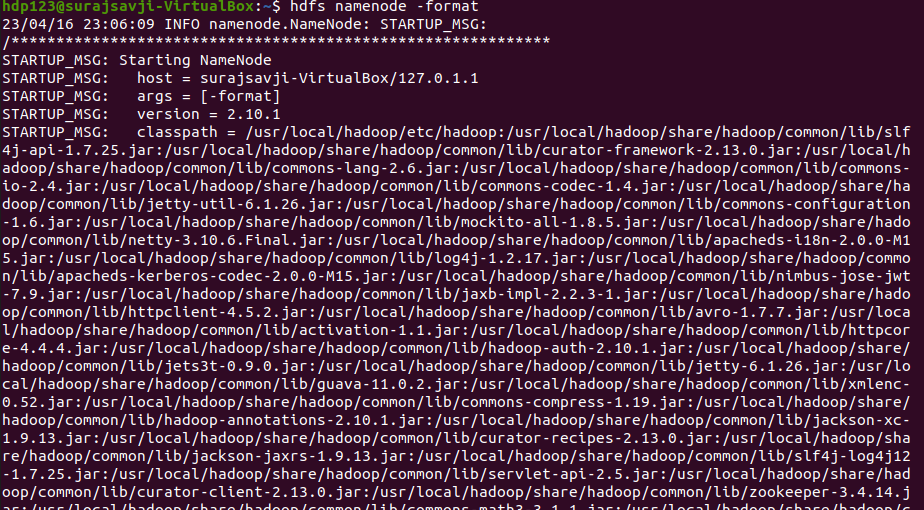 hdp123@surajsavji-VirtualBox:~$ hdfs namenode -format
23/04/16 23:06:09 INFO namenode.NameNode: STARTUP_MSG:
/************************************************************
STARTUP_MSG: Starting NameNode
STARTUP_MSG:   host = surajsavji-VirtualBox/127.0.1.1
STARTUP_MSG:   args = [-format]
STARTUP_MSG:   version = 2.10.1
STARTUP_MSG:   classpath = /usr/local/hadoop/etc/hadoop:/usr/local/hadoop/share/hadoop/common/lib/slf
4j-api-1.7.25.jar:/usr/local/hadoop/share/hadoop/common/lib/curator-framework-2.13.0.jar:/usr/local/h
adoop/share/hadoop/common/lib/commons-lang-2.6.jar:/usr/local/hadoop/share/hadoop/common/lib/commons-
io-2.4.jar:/usr/local/hadoop/share/hadoop/common/lib/commons-codec-1.4.jar:/usr/local/hadoop/share/ha
doop/common/lib/jetty-util-6.1.26.jar:/usr/local/hadoop/share/hadoop/common/lib/commons-configuration
-1.6.jar:/usr/local/hadoop/share/hadoop/common/lib/mockito-all-1.8.5.jar:/usr/local/hadoop/share/hado
op/common/lib/netty-3.10.6.Final.jar:/usr/local/hadoop/share/hadoop/common/lib/apacheds-i18n-2.0.0-M1
5.jar:/usr/local/hadoop/share/hadoop/common/lib/log4j-1.2.17.jar:/usr/local/hadoop/share/hadoop/commo
n/lib/apacheds-kerberos-codec-2.0.0-M15.jar:/usr/local/hadoop/share/hadoop/common/lib/nimbus-jose-jwt
-7.9.jar:/usr/local/hadoop/share/hadoop/common/lib/jaxb-impl-2.2.3-1.jar:/usr/local/hadoop/share/hado
op/common/lib/httpclient-4.5.2.jar:/usr/local/hadoop/share/hadoop/common/lib/avro-1.7.7.jar:/usr/loca
l/hadoop/share/hadoop/common/lib/activation-1.1.jar:/usr/local/hadoop/share/hadoop/common/lib/httpcor
e-4.4.4.jar:/usr/local/hadoop/share/hadoop/common/lib/hadoop-auth-2.10.1.jar:/usr/local/hadoop/share/
hadoop/common/lib/jets3t-0.9.0.jar:/usr/local/hadoop/share/hadoop/common/lib/jetty-6.1.26.jar:/usr/lo
cal/hadoop/share/hadoop/common/lib/guava-11.0.2.jar:/usr/local/hadoop/share/hadoop/common/lib/xmlenc-
0.52.jar:/usr/local/hadoop/share/hadoop/common/lib/commons-compress-1.19.jar:/usr/local/hadoop/share/
hadoop/common/lib/hadoop-annotations-2.10.1.jar:/usr/local/hadoop/share/hadoop/common/lib/jackson-xc-
1.9.13.jar:/usr/local/hadoop/share/hadoop/common/lib/curator-recipes-2.13.0.jar:/usr/local/hadoop/sha
re/hadoop/common/lib/jackson-jaxrs-1.9.13.jar:/usr/local/hadoop/share/hadoop/common/lib/slf4j-log4j12
-1.7.25.jar:/usr/local/hadoop/share/hadoop/common/lib/servlet-api-2.5.jar:/usr/local/hadoop/share/had
oop/common/lib/curator-client-2.13.0.jar:/usr/local/hadoop/share/hadoop/common/lib/zookeeper-3.4.14.j
ar:/usr/local/hadoop/share/hadoop/common/lib/commons-math3-3.1.1.jar:/usr/local/hadoop/share/hadoop/c